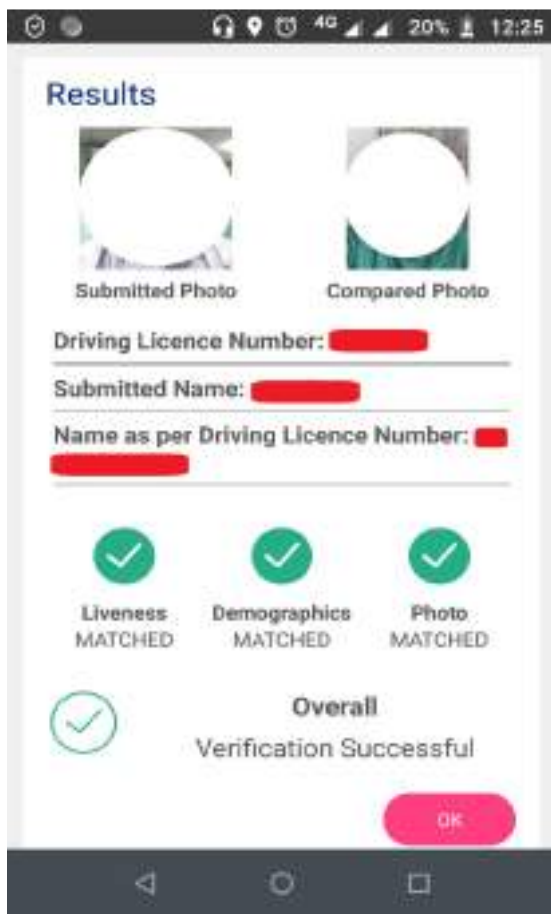 4G 20% 12:25
Results
Submitted Photo Compared Photo
Driving Licence Number:
Submitted Name:
Name as per Driving Licence Number:
Liveness Demographics Photo
MATCHED MATCHED MATCHED
Overall
Verification Successful
OK